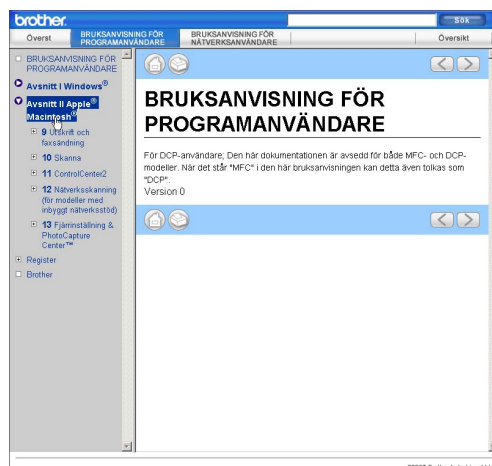 brother.
Sök
Överst
BRUKSANVISNING FÖR
PROGRAMANVÄNDARE
BRUKSANVISNING FÖR
NÄTVERKSANVÄNDARE
Översikt
BRUKSANVISNING FÖR
PROGRAMANVÄNDARE
Avsnitt I Windows®
Avsnitt II Apple®
Macintosh®
9 Utskrift och
faxsändning
10 Skanna
11 ControlCenter2
12 Nätverksskanning
(för modeller med
inbyggt nätverksstöd)
13 Fjärrinställning &
PhotoCapture
Center™
Register
Brother
BRUKSANVISNING FÖR
PROGRAMANVÄNDARE
För DCP-användare; Den här dokumentationen är avsedd för både MFC- och DCP-
modeller. När det står "MFC" i den här bruksanvisningen kan detta även tolkas som
"DCP".
Version 0